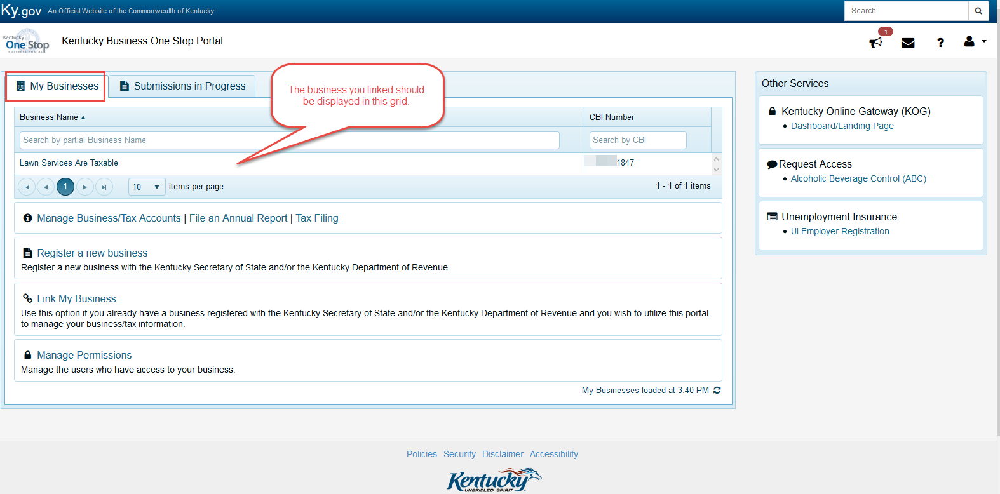 Ky.gov An Official Website of the Commonwealth of Kentucky
Search
Kentucky
One Stop
BUSINESS PORTAL
Kentucky Business One Stop Portal
1
?
My Businesses
Submissions in Progress
The business you linked should
be displayed in this grid.
Business Name ▲
CBI Number
Search by partial Business Name
Search by CBI
Lawn Services Are Taxable
1847
1
10
items per page
1 - 1 of 1 items
Manage Business/Tax Accounts | File an Annual Report | Tax Filing
Register a new business
Register a new business with the Kentucky Secretary of State and/or the Kentucky Department of Revenue.
Link My Business
Use this option if you already have a business registered with the Kentucky Secretary of State and/or the Kentucky Department of Revenue and you wish to utilize this portal
to manage your business/tax information.
Manage Permissions
Manage the users who have access to your business.
My Businesses loaded at 3:40 PM
Other Services
Kentucky Online Gateway (KOG)
• Dashboard/Landing Page
Request Access
• Alcoholic Beverage Control (ABC)
Unemployment Insurance
• UI Employer Registration
Policies Security Disclaimer Accessibility
Kentucky
UNBRIDLED SPIRIT